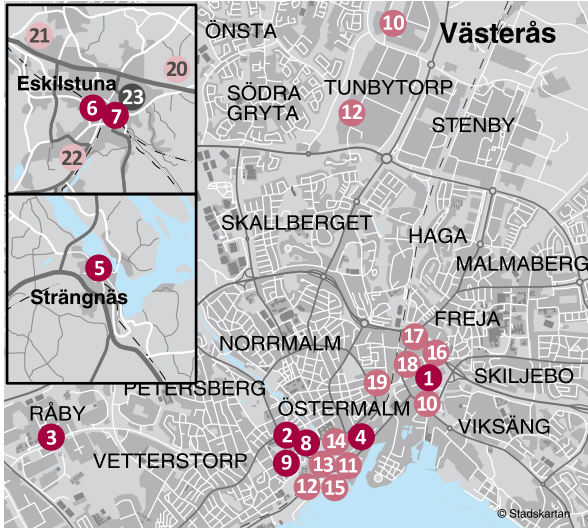 ÖNSTA
10
Västerås
21
20
Eskilstuna
SÖDRA
GRYTA
TUNBYTORP
12
STENBY
6
7
23
22
SKALLBERGET
HAGA
MALMABERG
5
Strängnäs
NORRMALM
FREJA
17
16
18
1
19
SKILJEBO
10
PETERSBERG
RÅBY
3
ÖSTERMALM
VIKSÄNG
2
8
14
4
VETTERSTORP
9
13
11
12
15
© Stadskartan